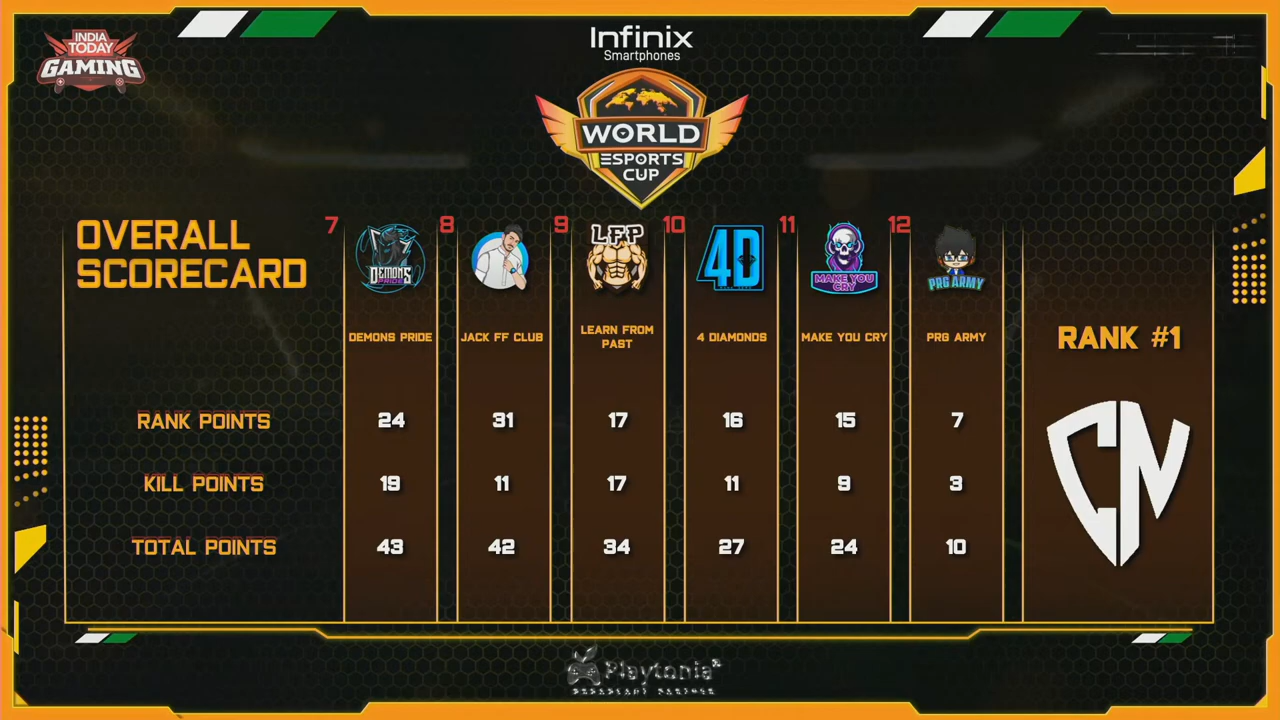 INDIA
TODAY
GAMING
Infinix
Smartphones
WORLD
ESPORTS
CUP
OVERALL
SCORECARD
7 8 9 10 11 12
DEMONS
PRIDE
LFP
4D
MAKE YOU
CRY
PRG ARMY
DEMONS PRIDE JACK FF CLUB LEARN FROM PAST 4 DIAMONDS MAKE YOU CRY PRG ARMY
RANK #1
RANK POINTS 24 31 17 16 15 7
KILL POINTS 19 11 17 11 9 3
TOTAL POINTS 43 42 34 27 24 10
CN
Playtonia
BROADCAST PARTNER